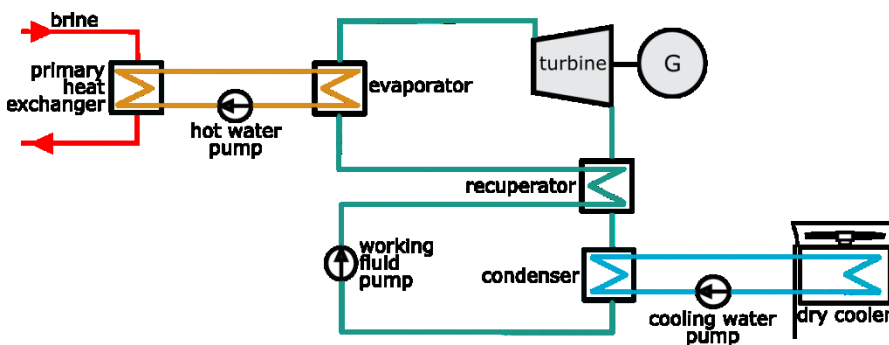 brine
primary
heat
exchanger
hot water
pump
evaporator
turbine
G
recuperator
working
fluid
pump
condenser
cooling water
pump
dry cooler